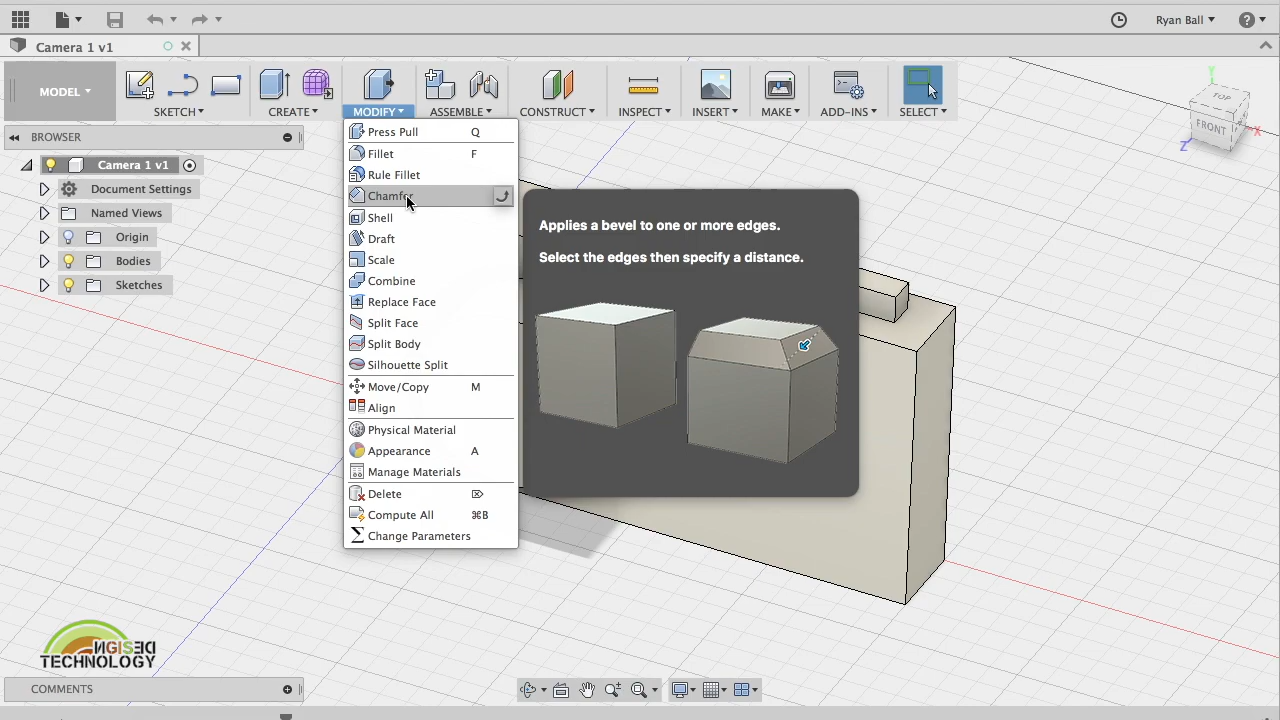 Ryan Ball
Camera 1 v1
MODEL
SKETCH
CREATE
MODIFY
ASSEMBLE
CONSTRUCT
INSPECT
INSERT
MAKE
ADD-INS
SELECT
BROWSER
Camera 1 v1
Document Settings
Named Views
Origin
Bodies
Sketches
Press Pull Q
Fillet F
Rule Fillet
Chamfer
Shell
Draft
Scale
Combine
Replace Face
Split Face
Split Body
Silhouette Split
Move/Copy M
Align
Physical Material
Appearance A
Manage Materials
Delete ⌦
Compute All ⌘B
Change Parameters
Applies a bevel to one or more edges.
Select the edges then specify a distance.
Y
TOP
FRONT
X
Z
DEISIGN
TECHNOLOGY
COMMENTS